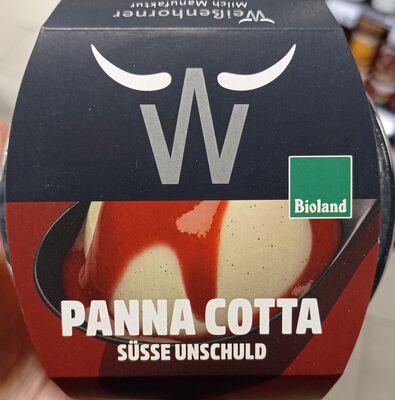 Weißenhorner
Milch Manufaktur
W
Bioland
PANNA COTTA
SÜSSE UNSCHULD